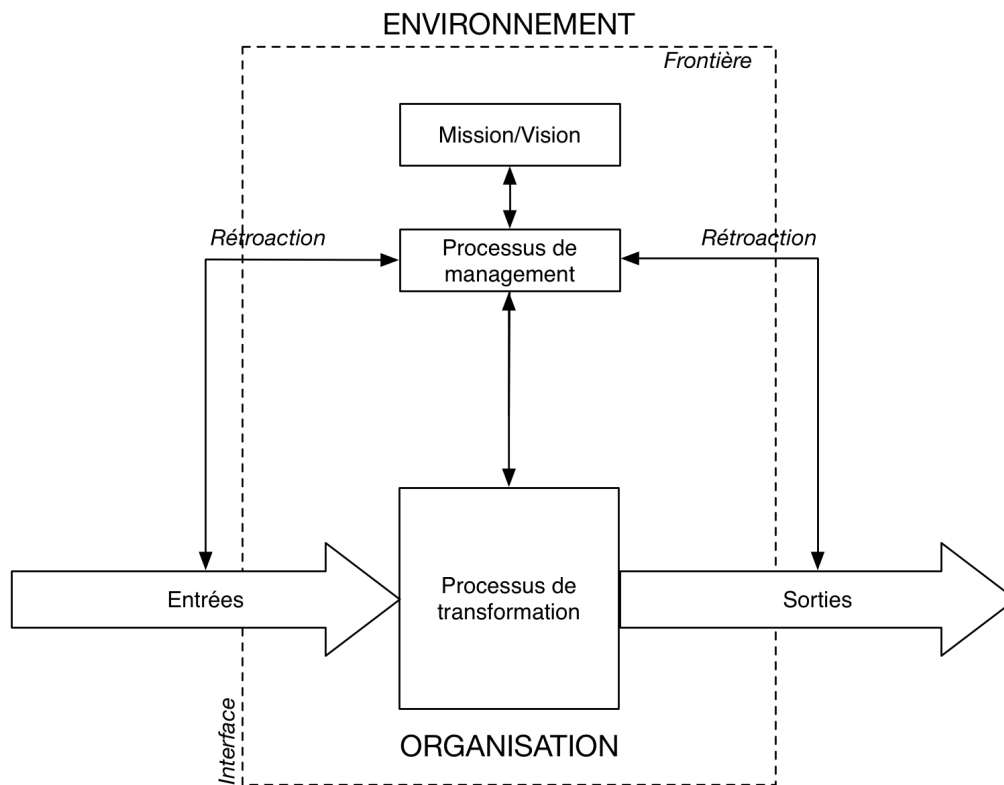 ENVIRONNEMENT
Frontière
Mission/Vision
Rétroaction
Processus de
management
Rétroaction
Entrées
Processus de
transformation
Sorties
Interface
ORGANISATION